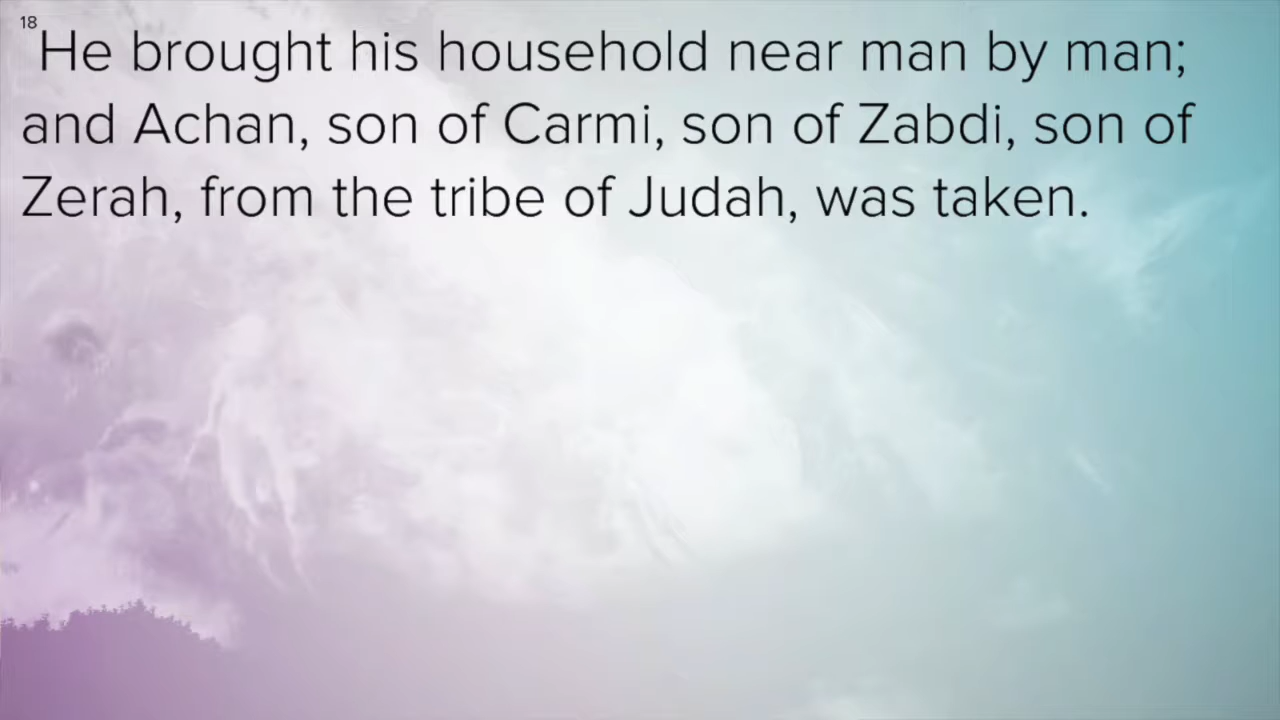 18 He brought his household near man by man;
and Achan, son of Carmi, son of Zabdi, son of
Zerah, from the tribe of Judah, was taken.